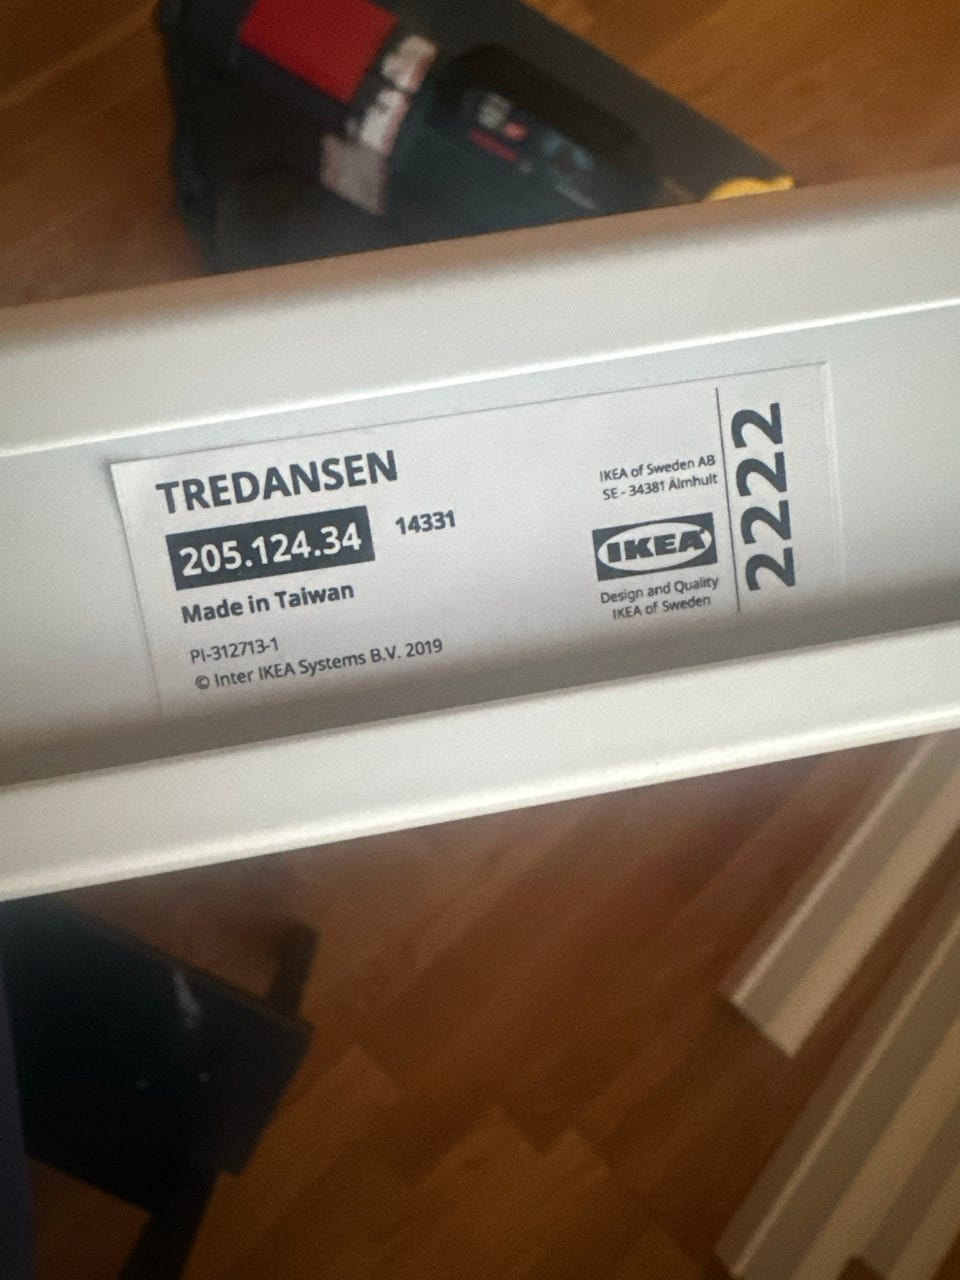 TREDANSEN
205.124.34
14331
Made in Taiwan
PI-312713-1
© Inter IKEA Systems B.V. 2019
IKEA of Sweden AB
SE - 34381 Älmhult
IKEA
Design and Quality
IKEA of Sweden
2222